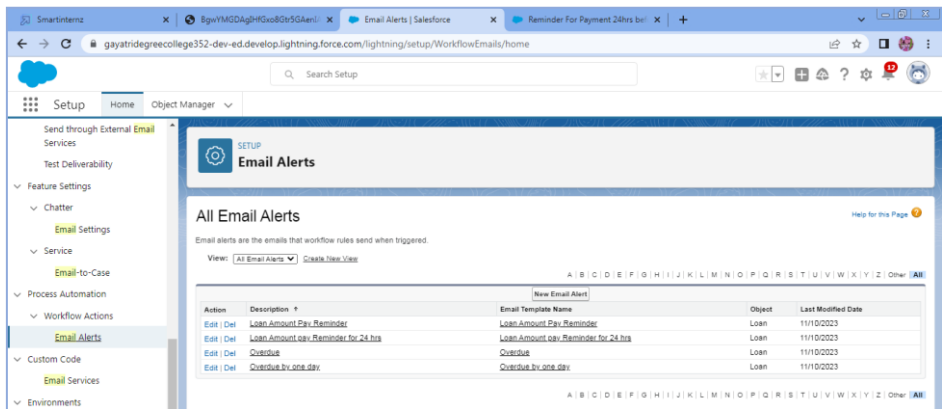 Smartinternz
BgwYMGDAgIHfGxo8Gtr5GAenI
Email Alerts | Salesforce
Reminder For Payment 24hrs bef
gayatridegreecollege352-dev-ed.develop.lightning.force.com/lightning/setup/WorkflowEmails/home
Search Setup
12
Setup Home Object Manager
Send through External Email
Services
Test Deliverability
Feature Settings
Chatter
Email Settings
Service
Email-to-Case
Process Automation
Workflow Actions
Email Alerts
Custom Code
Email Services
Environments
SETUP
Email Alerts
All Email Alerts
Help for this Page
Email alerts are the emails that workflow rules send when triggered.
View: All Email Alerts Create New View
A | B | C | D | E | F | G | H | I | J | K | L | M | N | O | P | Q | R | S | T | U | V | W | X | Y | Z | Other All
New Email Alert
Action Description ↑ Email Template Name Object Last Modified Date
Edit | Del Loan Amount Pay Reminder Loan Amount Pay Reminder Loan 11/10/2023
Edit | Del Loan Amount pay Reminder for 24 hrs Loan Amount pay Reminder for 24 hrs Loan 11/10/2023
Edit | Del Overdue Overdue Loan 11/10/2023
Edit | Del Overdue by one day Overdue by one day Loan 11/10/2023
A | B | C | D | E | F | G | H | I | J | K | L | M | N | O | P | Q | R | S | T | U | V | W | X | Y | Z | Other All